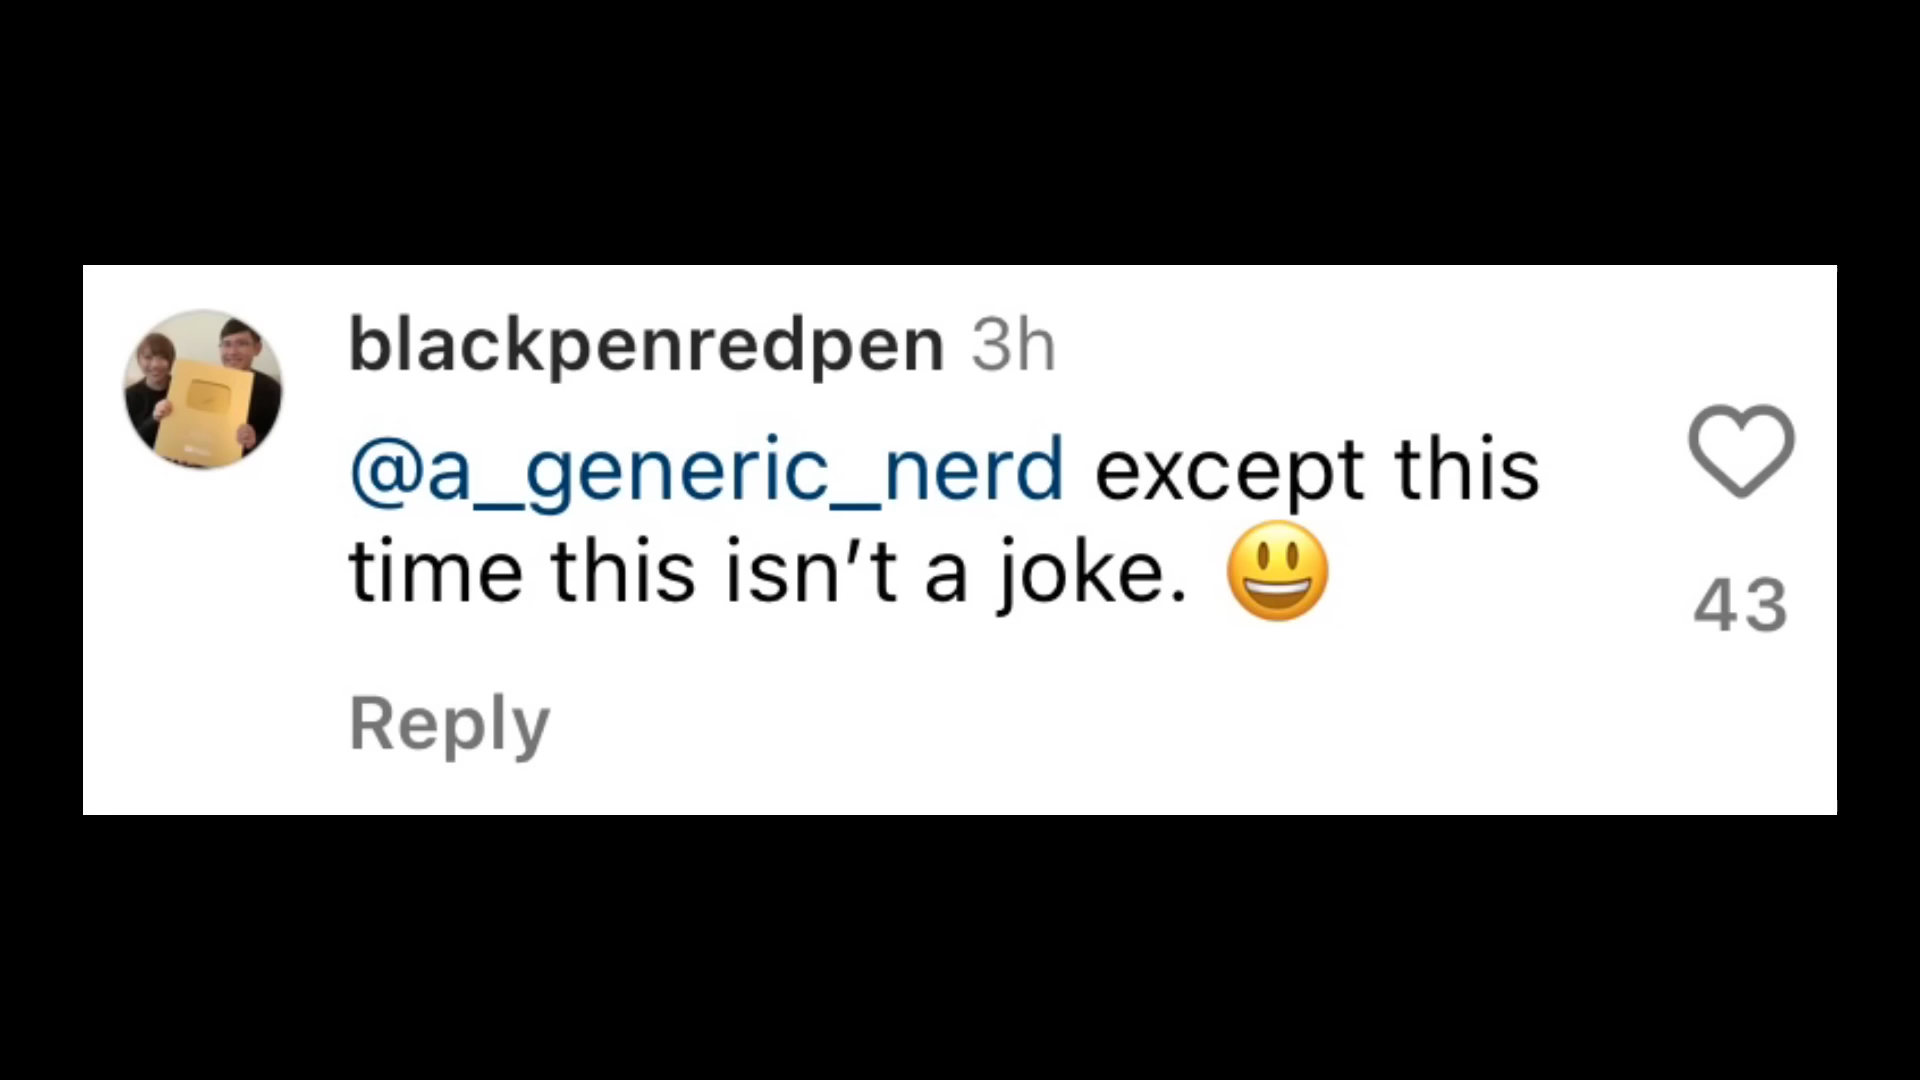 blackpenredpen 3h
@a_generic_nerd except this
time this isn’t a joke. 😃
43
Reply